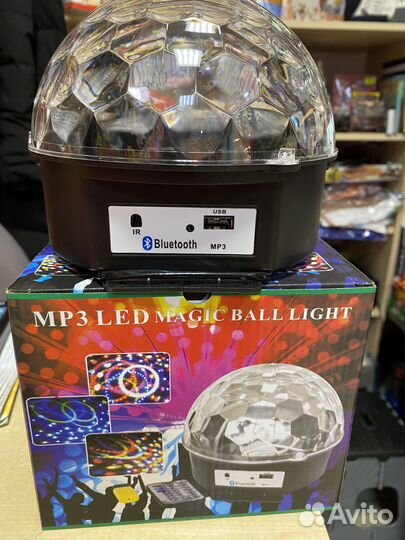 USB
IR
Bluetooth
MP3
MP3 LED MAGIC BALL LIGHT
Bluetooth
Avito